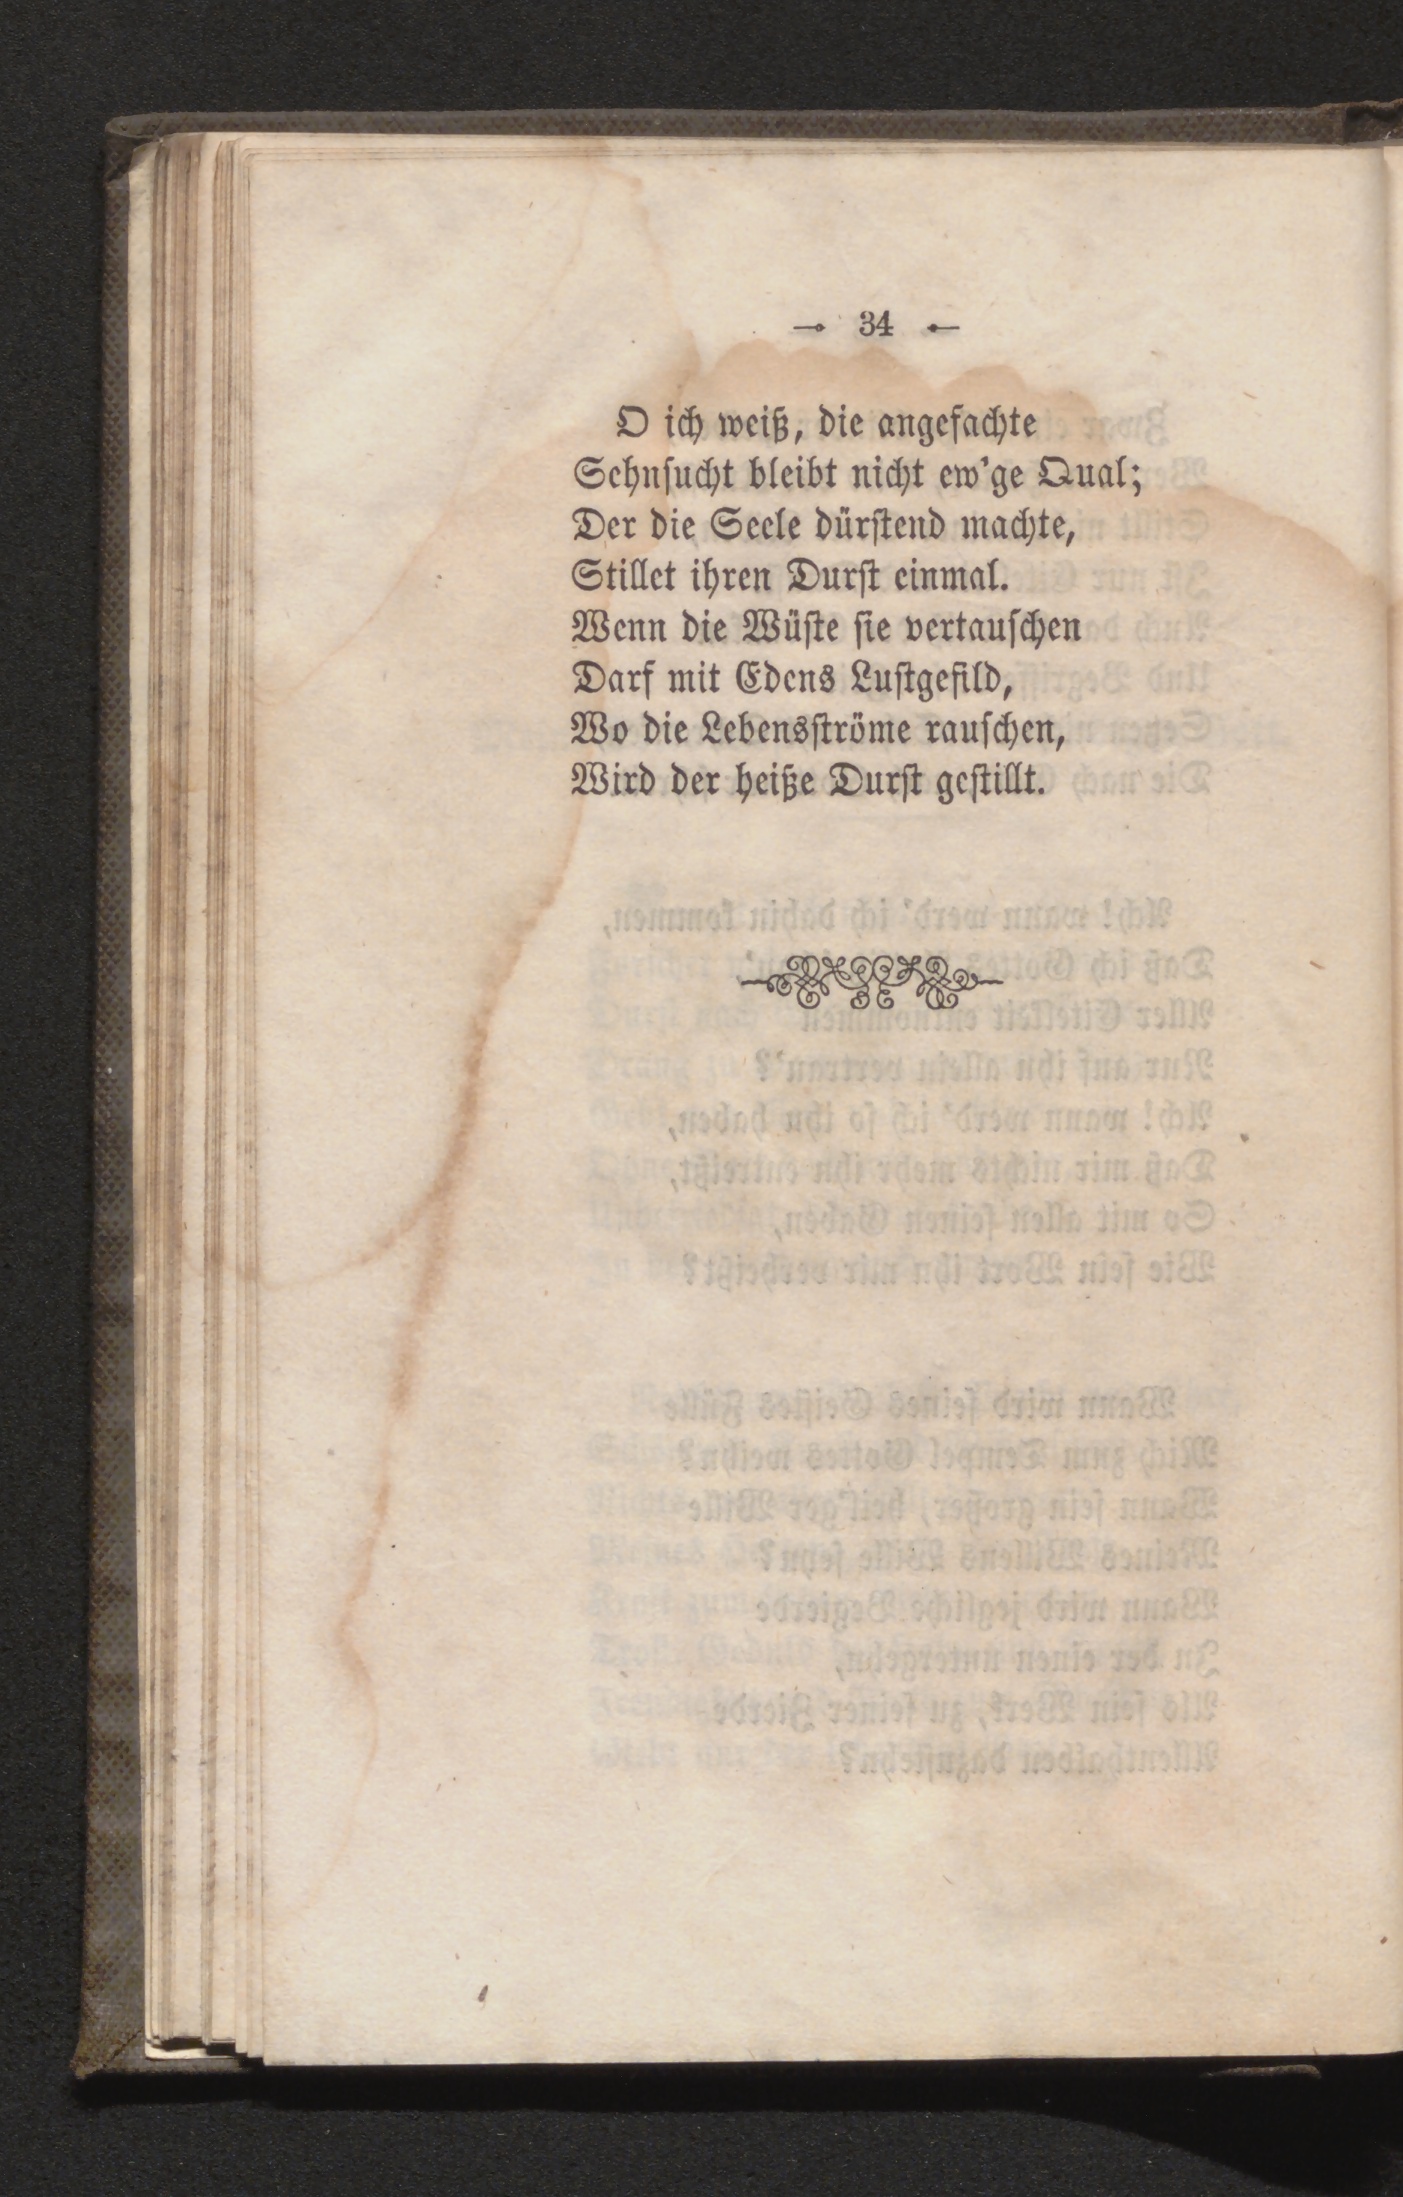 34
O ich weiß, die angefachte
Sehnsucht bleibt nicht ew'ge Qual;
Der die Seele dürstend machte,
Stillet ihren Durst einmal.
Wenn die Wüste sie vertauschen
Darf mit Edens Lustgefild,
Wo die Lebensströme rauschen,
Wird der heiße Durst gestillt.